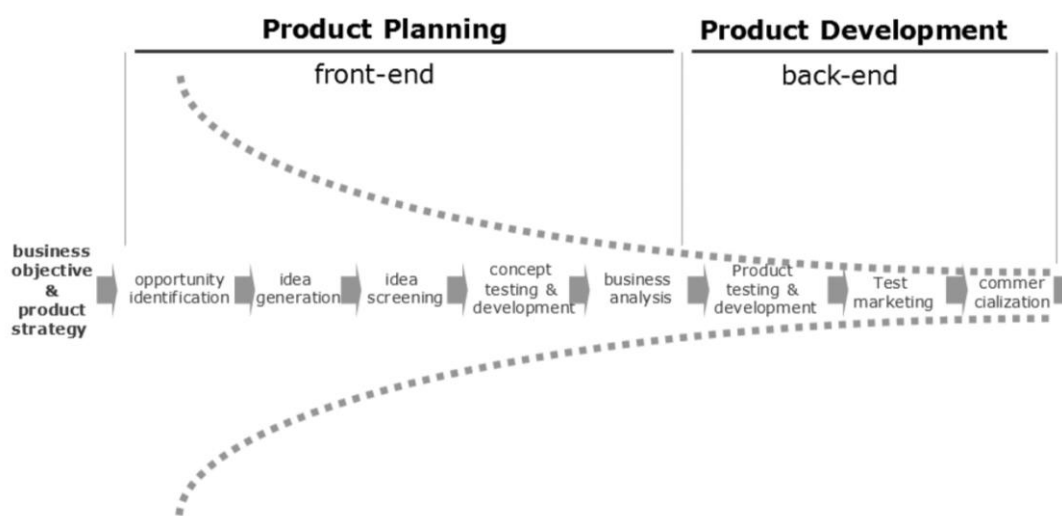 Product Planning
Product Development
front-end
back-end
business
objective
&
product
strategy
opportunity
identification
idea
generation
idea
screening
concept
testing &
development
business
analysis
Product
testing &
development
Test
marketing
commer
cialization